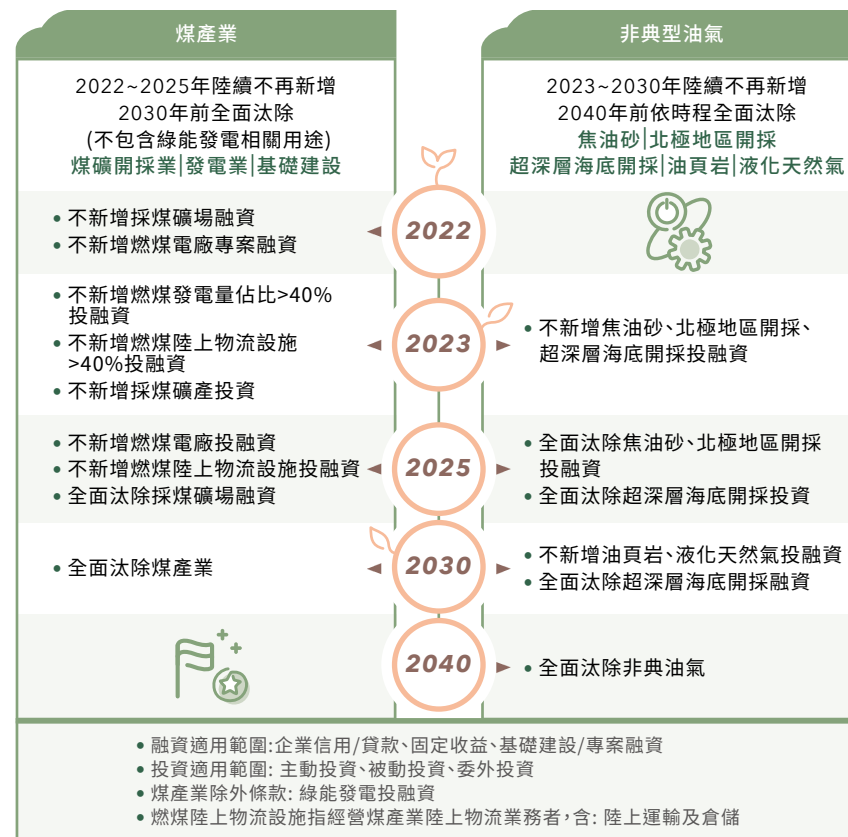 煤產業
2022~2025年陸續不再新增
2030年前全面汰除
(不包含綠能發電相關用途)
煤礦開採業|發電業|基礎建設
非典型油氣
2023~2030年陸續不再新增
2040年前依時程全面汰除
焦油砂|北極地區開採
超深層海底開採|油頁岩|液化天然氣
• 不新增採煤礦場融資
• 不新增燃煤電廠專案融資
2022
• 不新增燃煤發電量佔比>40%
投融資
• 不新增燃煤陸上物流設施
>40%投融資
• 不新增採煤礦產投資
2023
• 不新增焦油砂、北極地區開採、
超深層海底開採投融資
• 不新增燃煤電廠投融資
• 不新增燃煤陸上物流設施投融資
• 全面汰除採煤礦場融資
2025
• 全面汰除焦油砂、北極地區開採
投融資
• 全面汰除超深層海底開採投資
• 全面汰除煤產業
2030
• 不新增油頁岩、液化天然氣投融資
• 全面汰除超深層海底開採融資
2040
• 全面汰除非典油氣
• 融資適用範圍:企業信用/貸款、固定收益、基礎建設/專案融資
• 投資適用範圍: 主動投資、被動投資、委外投資
• 煤產業除外條款: 綠能發電投融資
• 燃煤陸上物流設施指經營煤產業陸上物流業務者,含: 陸上運輸及倉儲